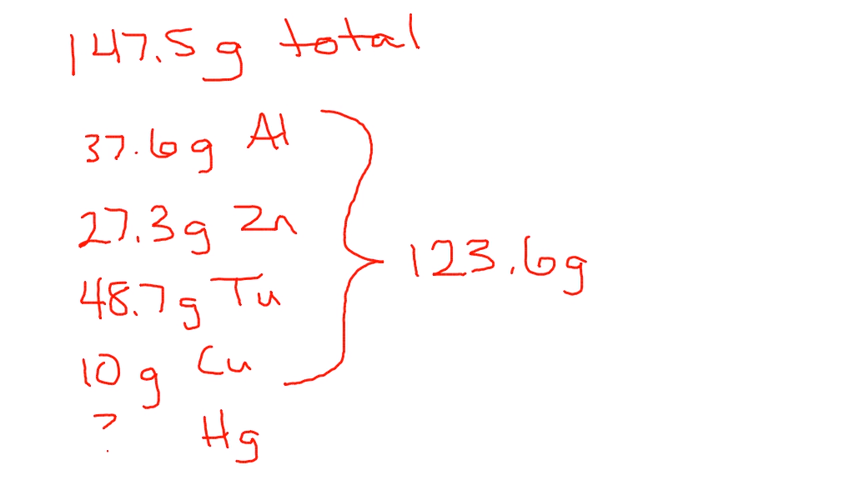 147.5g total
37.6g Al
27.3g Zn
48.7g Tu
10g Cu
? Hg
123.6g